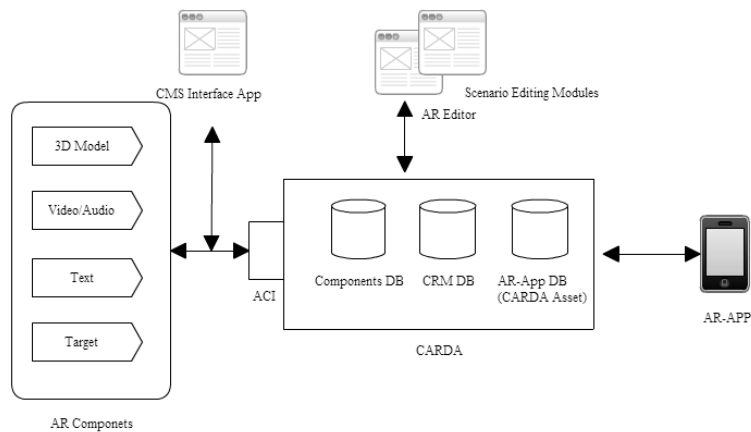 CMS Interface App
Scenario Editing Modules
AR Editor
3D Model
Video/Audio
Text
Target
AR Componets
ACI
Components DB
CRM DB
AR-App DB
(CARDA Asset)
CARDA
AR-APP